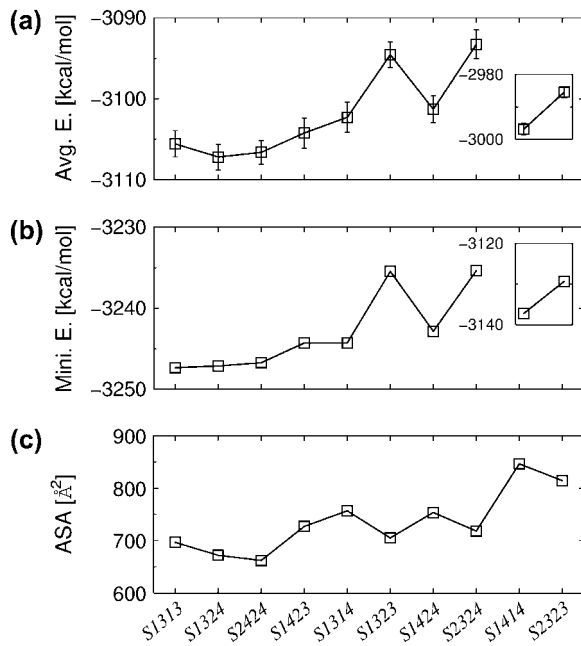 (a)
Avg. E. [kcal/mol]
−3090
−3100
−3110
−2980
−3000
(b)
Mini. E. [kcal/mol]
−3230
−3240
−3250
−3120
−3140
(c)
ASA [Å²]
900
800
700
600
S1313 S1324 S2424 S1423 S1314 S1323 S1424 S2324 S1414 S2323